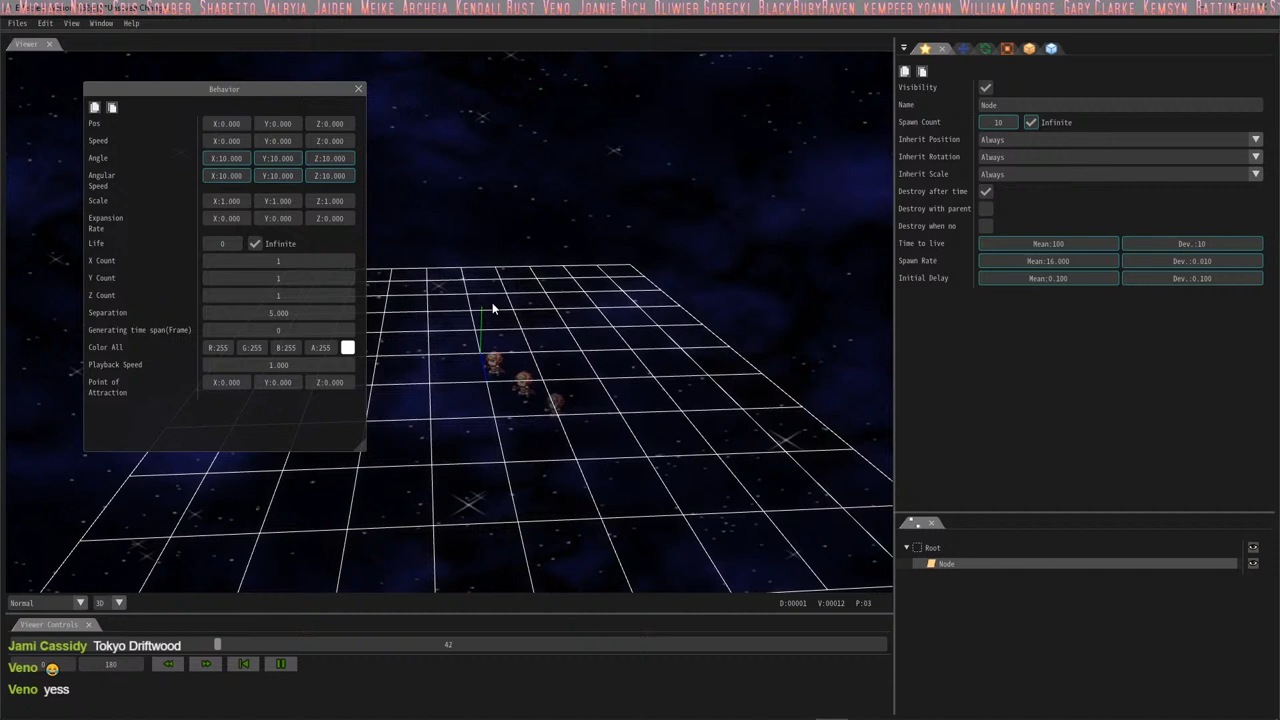 MBER SHABETTO VALRYIA JAIDEN MEIKE ARCHEIA KENDALL RUST VENO JOANIE RICH OLIWIER GORECKI BLACKRUBYRAVEN KEMPFER YOANN WILLIAM MONROE GARY CLARKE KEMSYN RATTINGHAM
Files Edit View Window Help
Viewer
Behavior
Pos X:0.000 Y:0.000 Z:0.000
Speed X:0.000 Y:0.000 Z:0.000
Angle X:10.000 Y:10.000 Z:10.000
Angular Speed X:10.000 Y:10.000 Z:10.000
Scale X:1.000 Y:1.000 Z:1.000
Expansion Rate X:0.000 Y:0.000 Z:0.000
Life 0 Infinite
X Count 1
Y Count 1
Z Count 1
Separation 5.000
Generating time span(Frame) 0
Color All R:255 G:255 B:255 A:255
Playback Speed 1.000
Point of Attraction X:0.000 Y:0.000 Z:0.000
Visibility
Name Node
Spawn Count 10 Infinite
Inherit Position Always
Inherit Rotation Always
Inherit Scale Always
Destroy after time
Destroy with parent
Destroy when no
Time to live Mean:100 Dev.:10
Spawn Rate Mean:16.000 Dev.:0.010
Initial Delay Mean:0.100 Dev.:0.100
Root
Node
Normal 3D D:00001 V:00012 P:03
Viewer Controls
Jami Cassidy Tokyo Driftwood 42
Veno 180
Veno yess